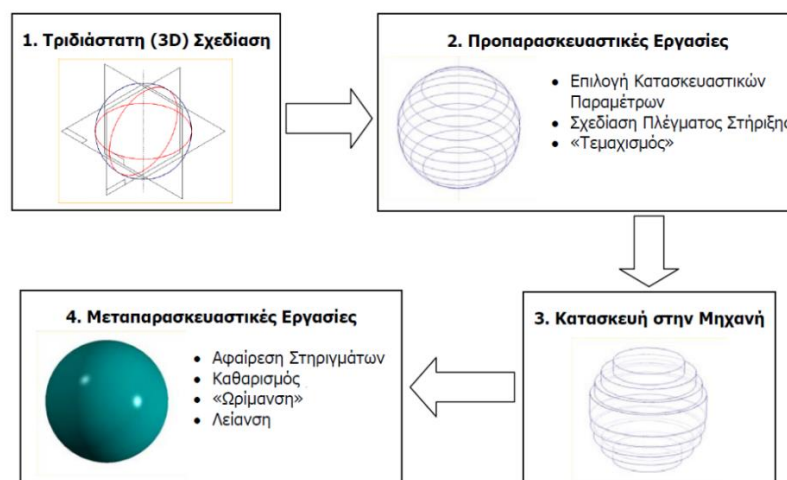 1. Τριδιάστατη (3D) Σχεδίαση
2. Προπαρασκευαστικές Εργασίες
• Επιλογή Κατασκευαστικών
Παραμέτρων
• Σχεδίαση Πλέγματος Στήριξης
• «Τεμαχισμός»
3. Κατασκευή στην Μηχανή
4. Μεταπαρασκευαστικές Εργασίες
• Αφαίρεση Στηριγμάτων
• Καθαρισμός
• «Ωρίμανση»
• Λείανση